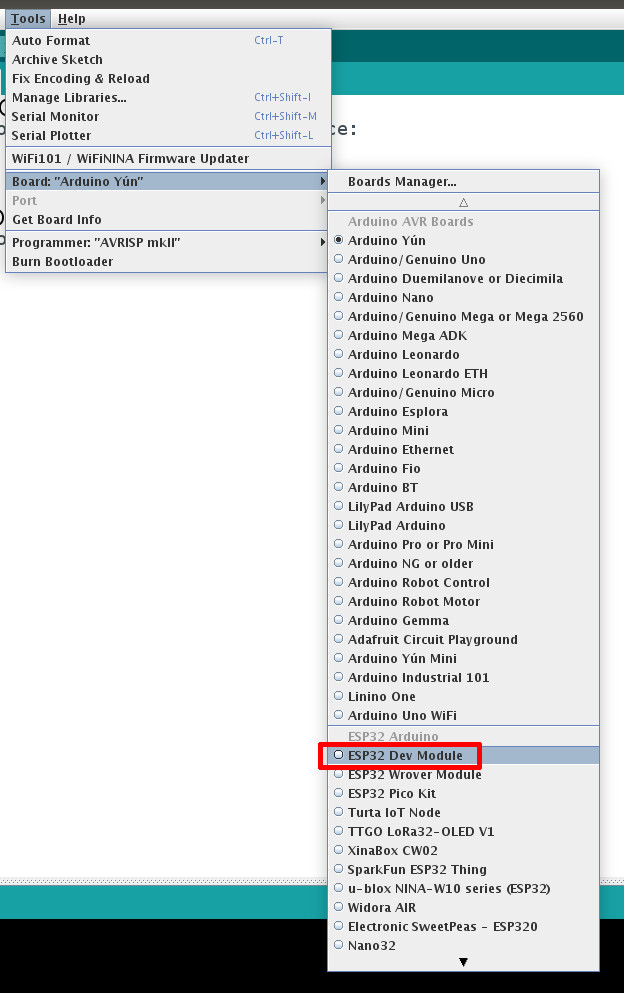 Tools Help
Auto Format Ctrl-T
Archive Sketch
Fix Encoding & Reload
Manage Libraries... Ctrl+Shift-I
Serial Monitor Ctrl+Shift-M
Serial Plotter Ctrl+Shift-L
ce:
WiFi101 / WiFiNINA Firmware Updater
Board: "Arduino Yún"
Port
Get Board Info
Programmer: "AVRISP mkII"
Burn Bootloader
Boards Manager...
Arduino AVR Boards
Arduino Yún
Arduino/Genuino Uno
Arduino Duemilanove or Diecimila
Arduino Nano
Arduino/Genuino Mega or Mega 2560
Arduino Mega ADK
Arduino Leonardo
Arduino Leonardo ETH
Arduino/Genuino Micro
Arduino Esplora
Arduino Mini
Arduino Ethernet
Arduino Fio
Arduino BT
LilyPad Arduino USB
LilyPad Arduino
Arduino Pro or Pro Mini
Arduino NG or older
Arduino Robot Control
Arduino Robot Motor
Arduino Gemma
Adafruit Circuit Playground
Arduino Yún Mini
Arduino Industrial 101
Linino One
Arduino Uno WiFi
ESP32 Arduino
ESP32 Dev Module
ESP32 Wrover Module
ESP32 Pico Kit
Turta IoT Node
TTGO LoRa32-OLED V1
XinaBox CW02
SparkFun ESP32 Thing
u-blox NINA-W10 series (ESP32)
Widora AIR
Electronic SweetPeas - ESP320
Nano32